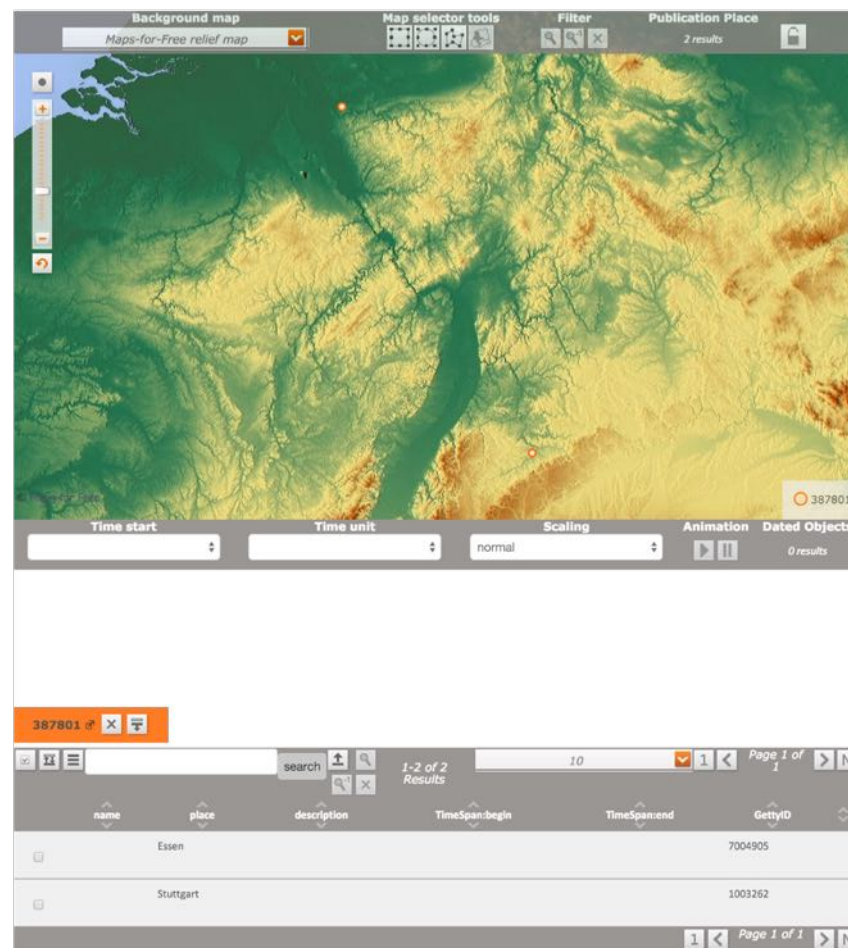 Background map Map selector tools Filter Publication Place
Maps-for-Free relief map 2 results
387801
Time start Time unit Scaling Animation Dated Object
normal 0 results
387801
search 1-2 of 2 Results 10 1 Page 1 of 1
name place description TimeSpan:begin TimeSpan:end GettyID
Essen 7004905
Stuttgart 1003262
1 Page 1 of 1